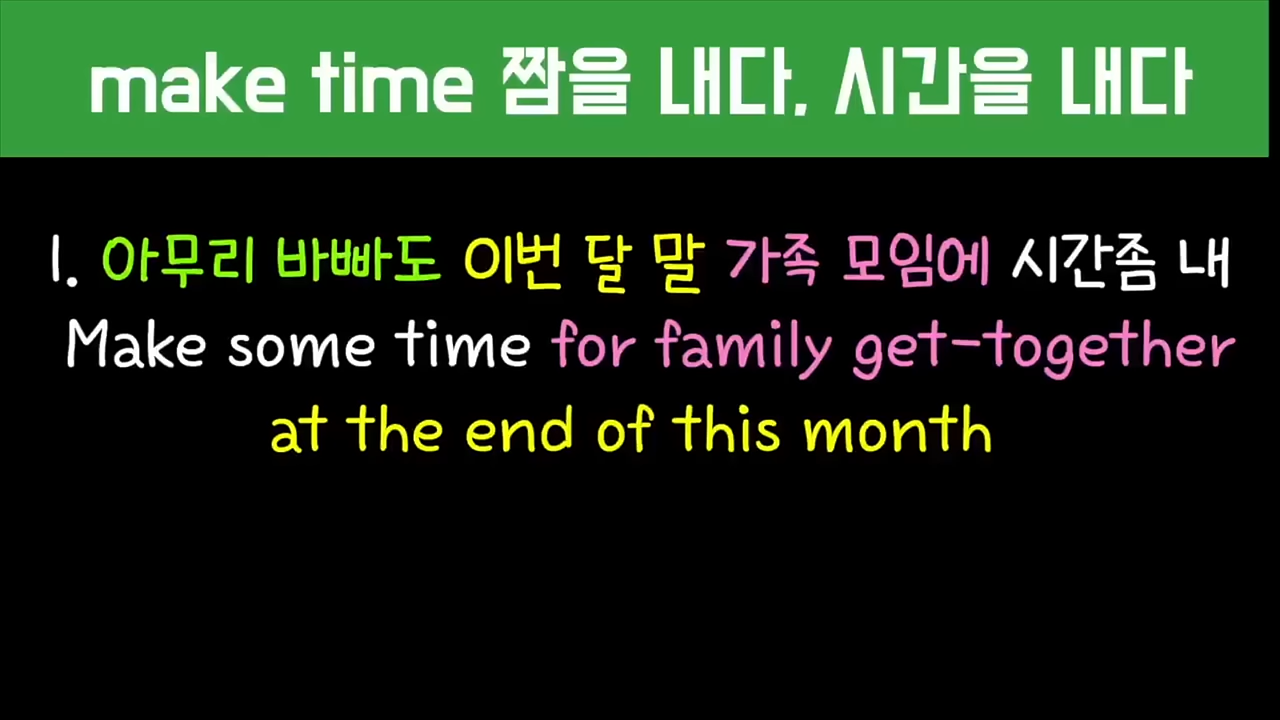 make time 짬을 내다, 시간을 내다
1. 아무리 바빠도 이번 달 말 가족 모임에 시간좀 내
Make some time for family get-together
at the end of this month